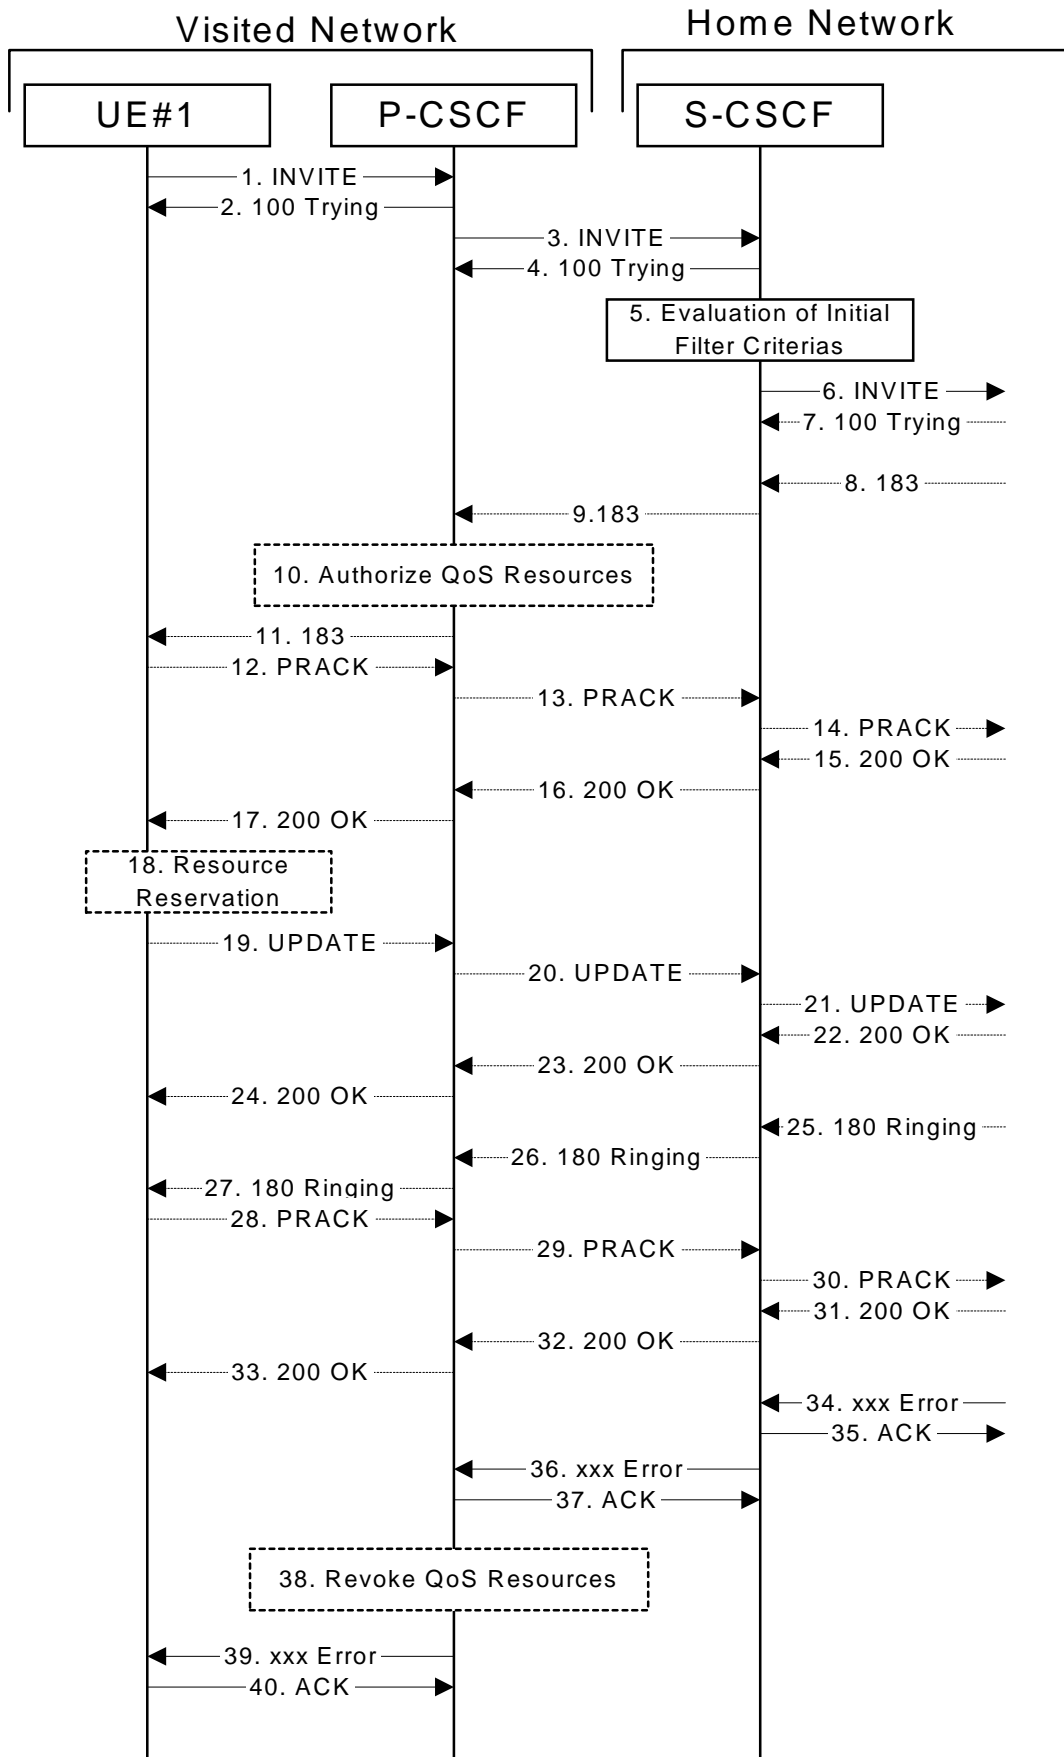 Visited Network
Home Network
UE#1
P-CSCF
S-CSCF
1. INVITE
2. 100 Trying
3. INVITE
4. 100 Trying
5. Evaluation of Initial
Filter Criterias
6. INVITE
7. 100 Trying
8. 183
9.183
10. Authorize QoS Resources
11. 183
12. PRACK
13. PRACK
14. PRACK
15. 200 OK
16. 200 OK
17. 200 OK
18. Resource
Reservation
19. UPDATE
20. UPDATE
21. UPDATE
22. 200 OK
23. 200 OK
24. 200 OK
25. 180 Ringing
26. 180 Ringing
27. 180 Ringing
28. PRACK
29. PRACK
30. PRACK
31. 200 OK
32. 200 OK
33. 200 OK
34. xxx Error
35. ACK
36. xxx Error
37. ACK
38. Revoke QoS Resources
39. xxx Error
40. ACK